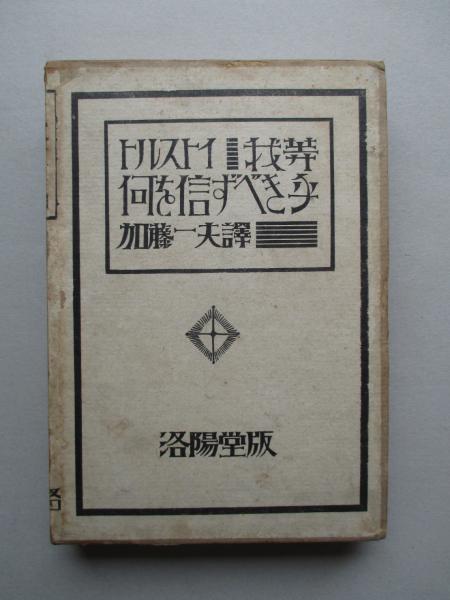 トルストイ 我等
何を信ずべき乎
加藤一夫譯
洛陽堂版